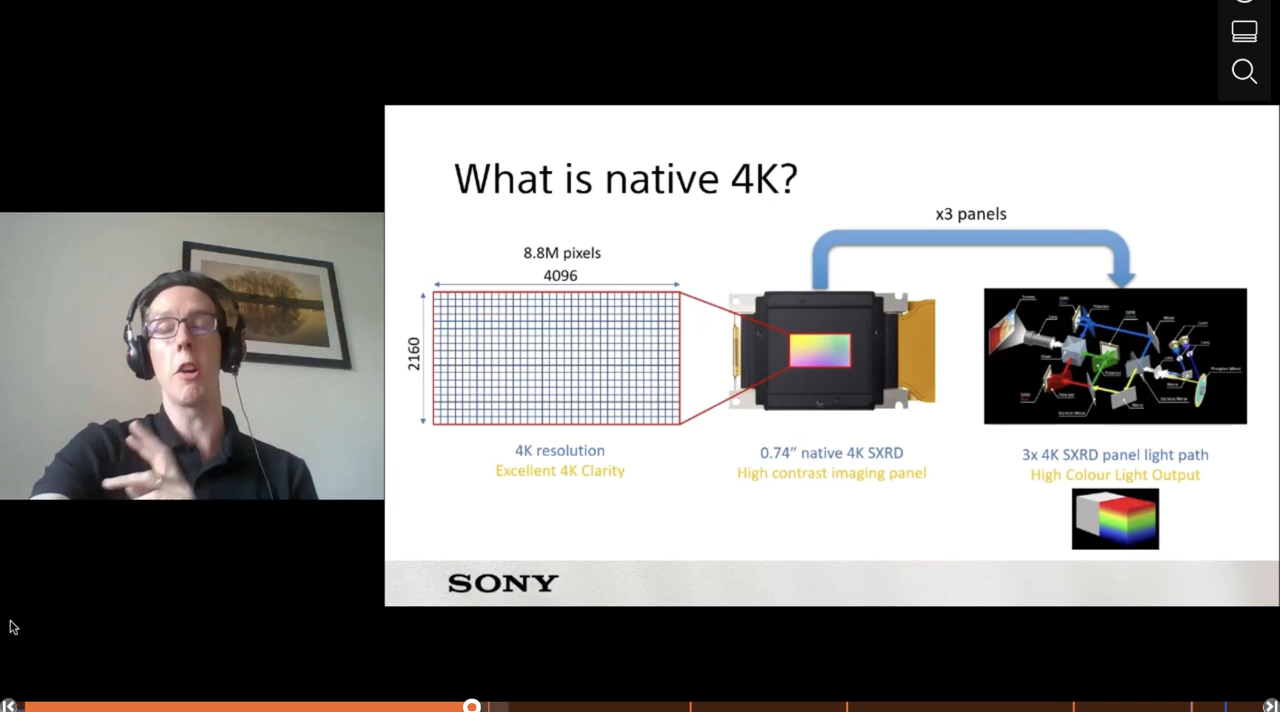 What is native 4K?
x3 panels
8.8M pixels
4096
2160
4K resolution
Excellent 4K Clarity
0.74″ native 4K SXRD
High contrast imaging panel
3x 4K SXRD panel light path
High Colour Light Output
SONY